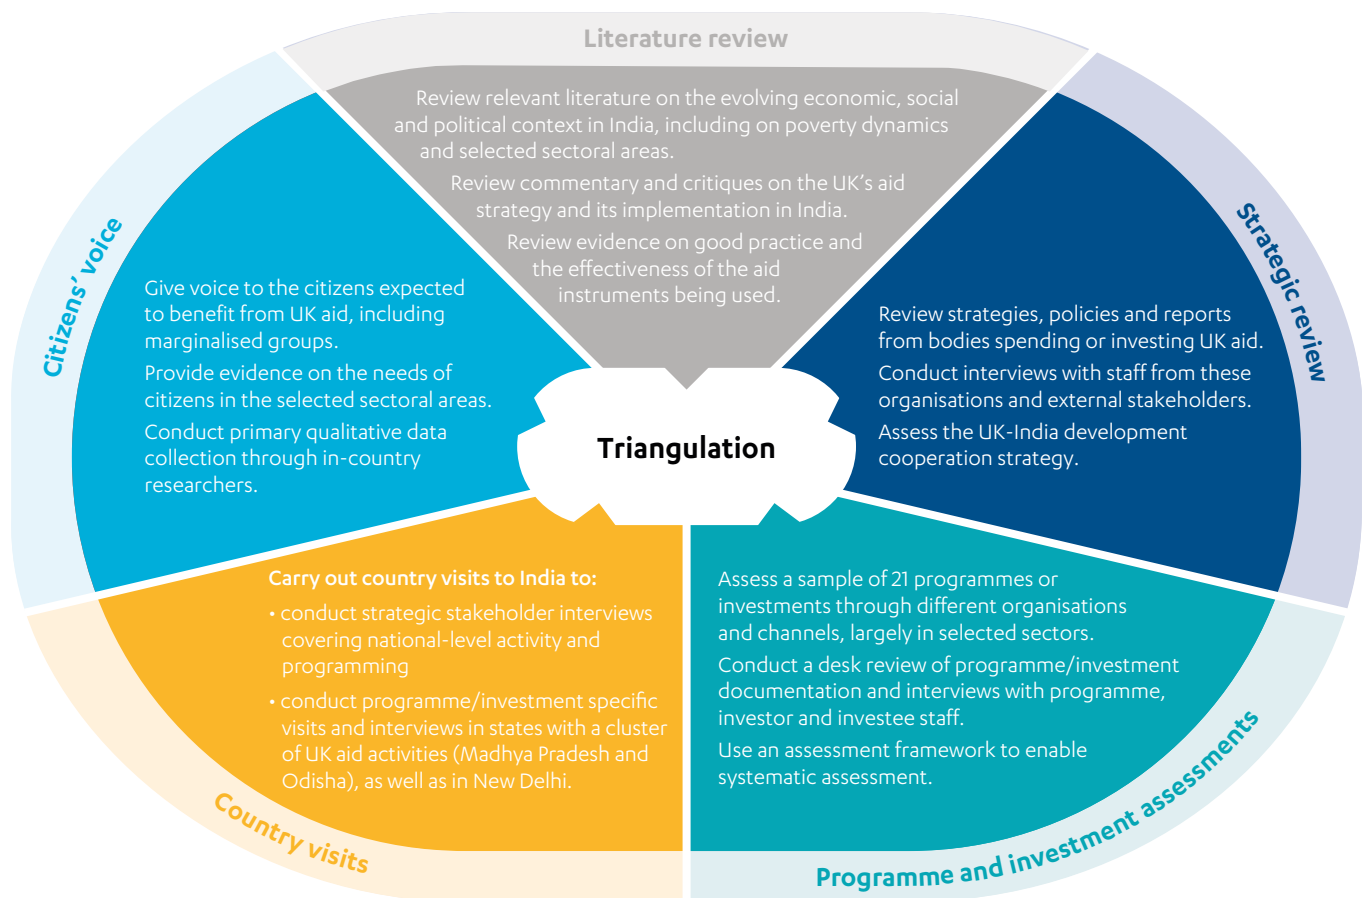 Literature review
Review relevant literature on the evolving economic, social
and political context in India, including on poverty dynamics
and selected sectoral areas.
Review commentary and critiques on the UK’s aid
strategy and its implementation in India.
Review evidence on good practice and
the effectiveness of the aid
instruments being used.
Strategic review
Review strategies, policies and reports
from bodies spending or investing UK aid.
Conduct interviews with staff from these
organisations and external stakeholders.
Assess the UK-India development
cooperation strategy.
Citizens’ voice
Give voice to the citizens expected
to benefit from UK aid, including
marginalised groups.
Provide evidence on the needs of
citizens in the selected sectoral areas.
Conduct primary qualitative data
collection through in-country
researchers.
Triangulation
Carry out country visits to India to:
• conduct strategic stakeholder interviews
covering national-level activity and
programming
• conduct programme/investment specific
visits and interviews in states with a cluster
of UK aid activities (Madhya Pradesh and
Odisha), as well as in New Delhi.
Country visits
Assess a sample of 21 programmes or
investments through different organisations
and channels, largely in selected sectors.
Conduct a desk review of programme/investment
documentation and interviews with programme,
investor and investee staff.
Use an assessment framework to enable
systematic assessment.
Programme and investment assessments